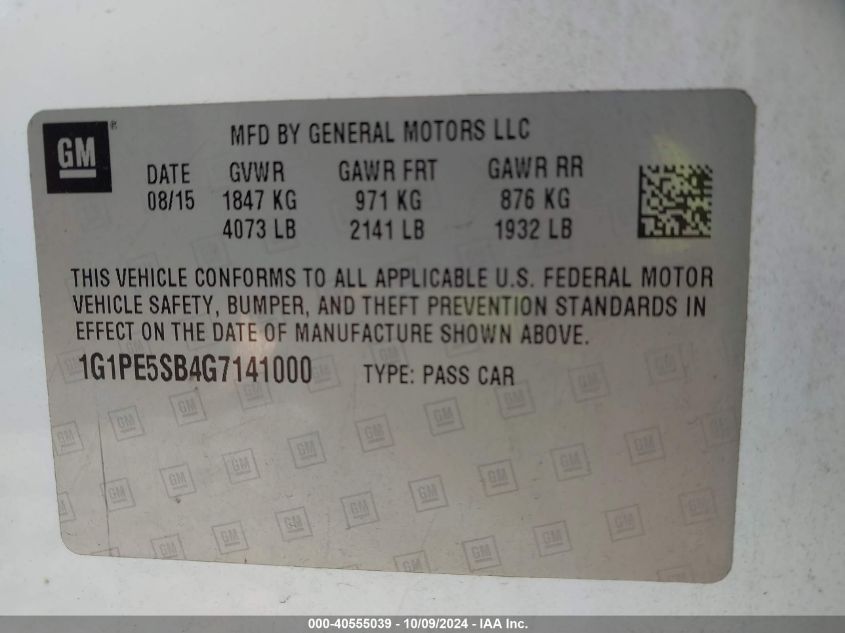 GM®
MFD BY GENERAL MOTORS LLC
DATE GVWR GAWR FRT GAWR RR
08/15 1847 KG 971 KG 876 KG
4073 LB 2141 LB 1932 LB
THIS VEHICLE CONFORMS TO ALL APPLICABLE U.S. FEDERAL MOTOR
VEHICLE SAFETY, BUMPER, AND THEFT PREVENTION STANDARDS IN
EFFECT ON THE DATE OF MANUFACTURE SHOWN ABOVE.
1G1PE5SB4G7141000 TYPE: PASS CAR
000-40555039 - 10/09/2024 - IAA Inc.